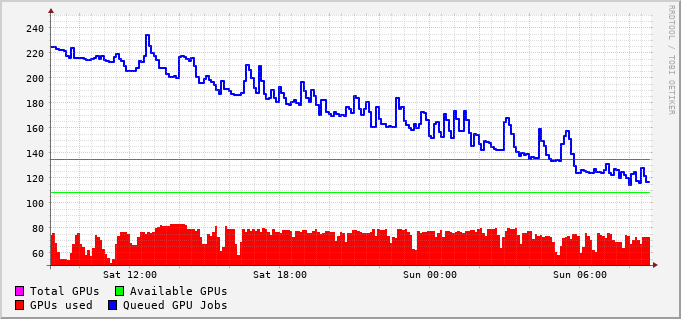 240
220
200
180
160
140
120
100
80
60
Sat 12:00 Sat 18:00 Sun 00:00 Sun 06:00
Total GPUs Available GPUs
GPUs used Queued GPU Jobs
RRDTOOL / TOBI OETIKER